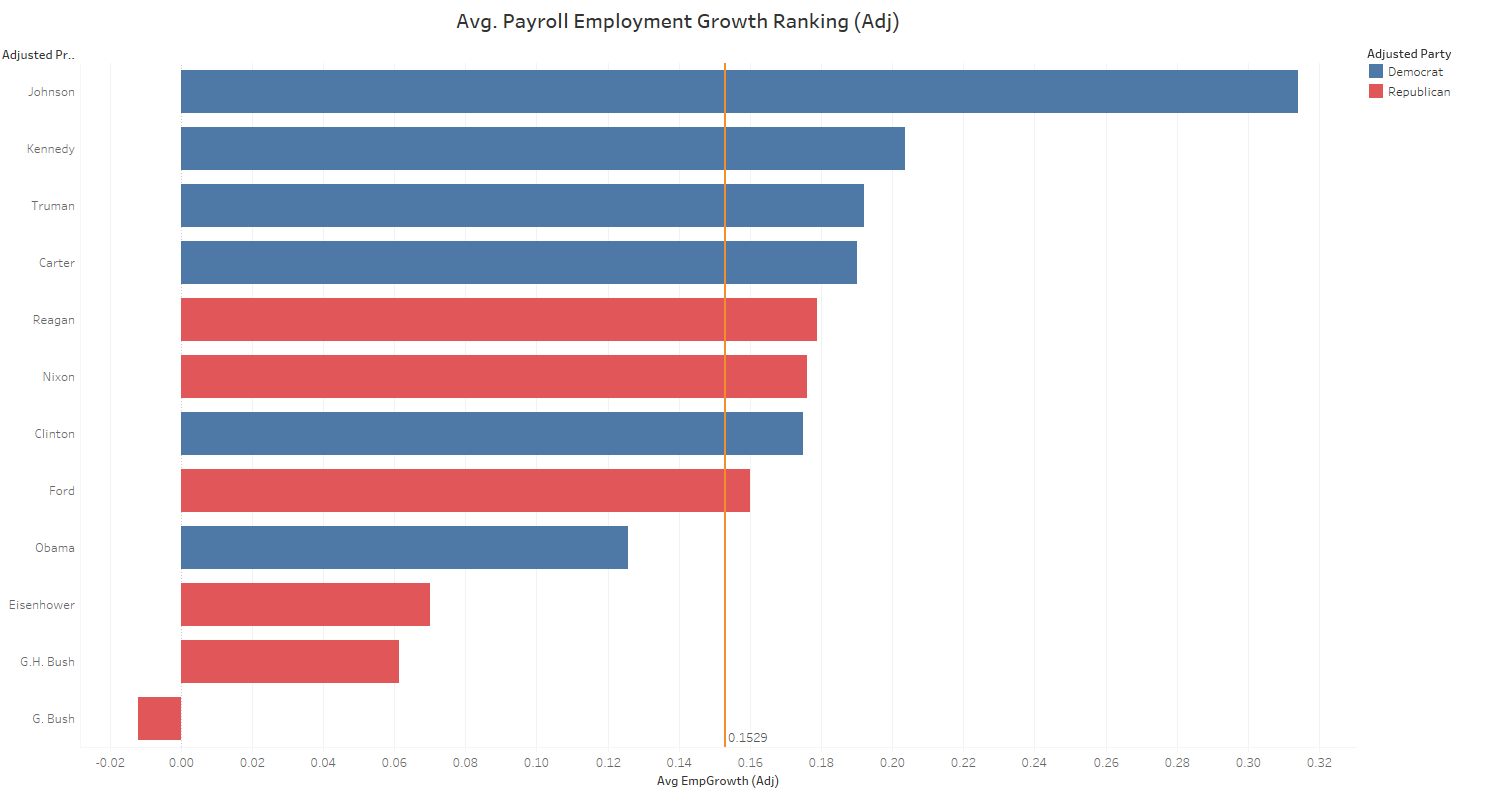 Avg. Payroll Employment Growth Ranking (Adj)
Adjusted Pr..
Johnson
Kennedy
Truman
Carter
Reagan
Nixon
Clinton
Ford
Obama
Eisenhower
G.H. Bush
G. Bush
0.1529
-0.02 0.00 0.02 0.04 0.06 0.08 0.10 0.12 0.14 0.16 0.18 0.20 0.22 0.24 0.26 0.28 0.30 0.32
Avg EmpGrowth (Adj)
Adjusted Party
Democrat
Republican